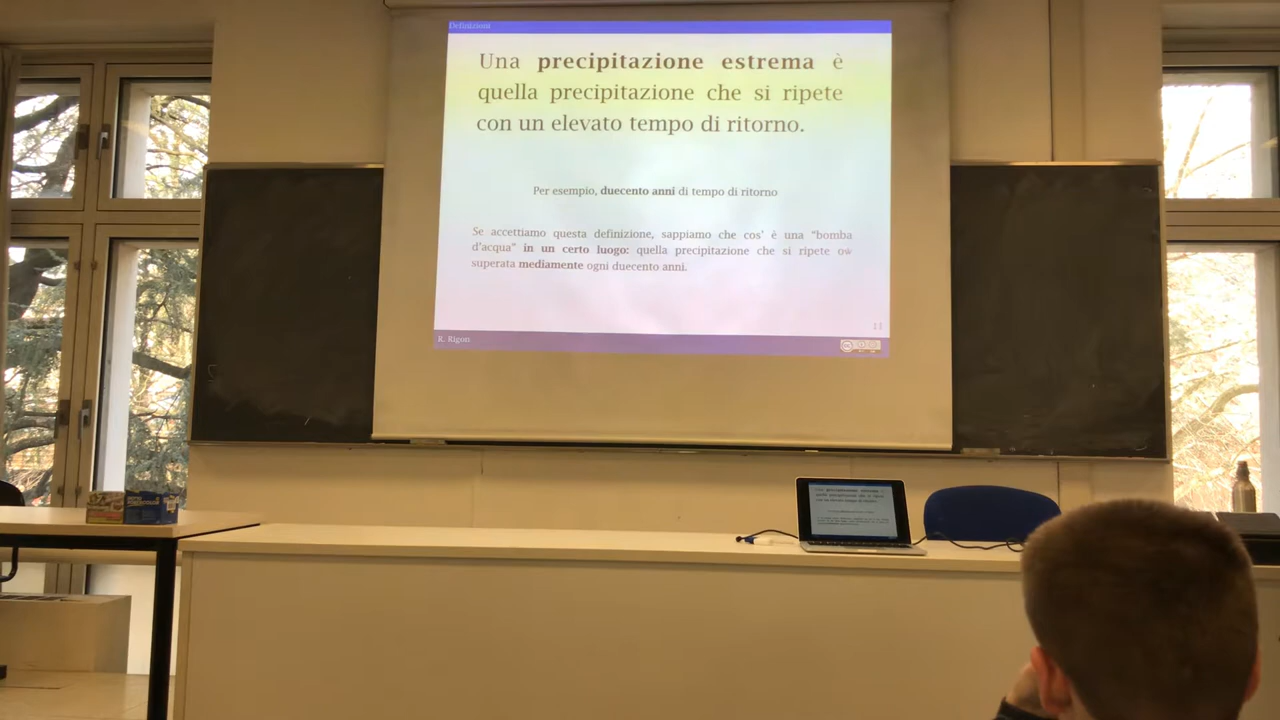 Definizioni
Una precipitazione estrema è
quella precipitazione che si ripete
con un elevato tempo di ritorno.
Per esempio, duecento anni di tempo di ritorno
Se accettiamo questa definizione, sappiamo che cos' è una “bomba
d'acqua” in un certo luogo: quella precipitazione che si ripete o
superata mediamente ogni duecento anni.
R. Rigon